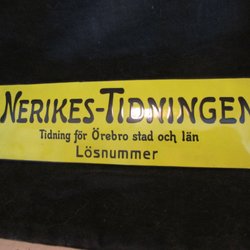 NERIKES-TIDNINGEN
Tidning för Örebro stad och län
Lösnummer